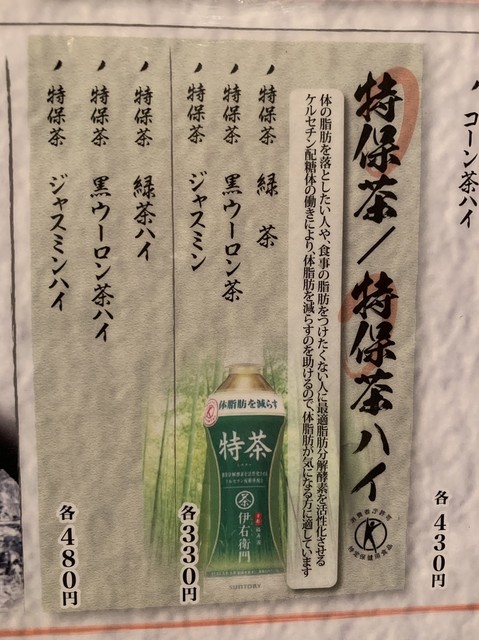 コーン茶ハイ
各430円
特保茶/特保茶ハイ
体の脂肪を落としたい人や、食事の脂肪をつけたくない人に最適脂肪分解酵素を活性化させる
ケルセチン配糖体の働きにより、体脂肪を減らすのを助けるので、体脂肪が気になる方に適しています
特保茶 緑茶
特保茶 黒ウーロン茶
特保茶 ジャスミン
各330円
特保茶 緑茶ハイ
特保茶 黒ウーロン茶ハイ
特保茶 ジャスミンハイ
各480円
体脂肪を減らす
特茶
伊右衛門
SUNTORY
消費者庁許可
特定保健用食品